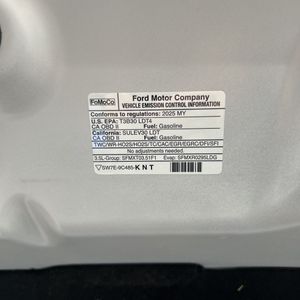 FoMoCo
Ford Motor Company
VEHICLE EMISSION CONTROL INFORMATION
Conforms to regulations: 2025 MY
U.S. EPA: T3B30 LDT4
CA OBD II Fuel: Gasoline
California: SULEV30 LDT
CA OBD II Fuel: Gasoline
TWC/WR-HO2S/HO2S/TC/CAC/EGR/EGRC/DFI/SFI
No adjustments needed.
3.5L-Group: SFMXT03.51F1 Evap: SFMXR0295LDG
SW7E-9C485-KNT